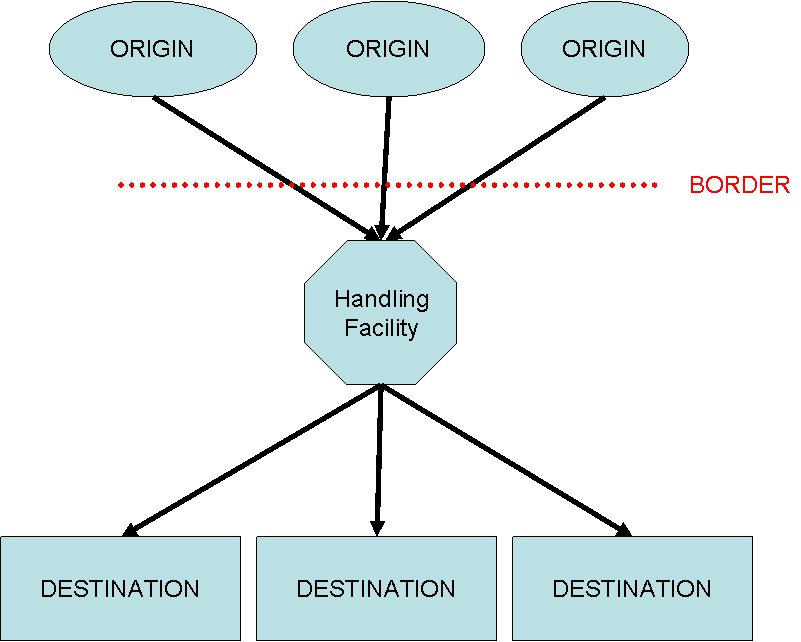 ORIGIN
ORIGIN
ORIGIN
BORDER
Handling
Facility
DESTINATION
DESTINATION
DESTINATION